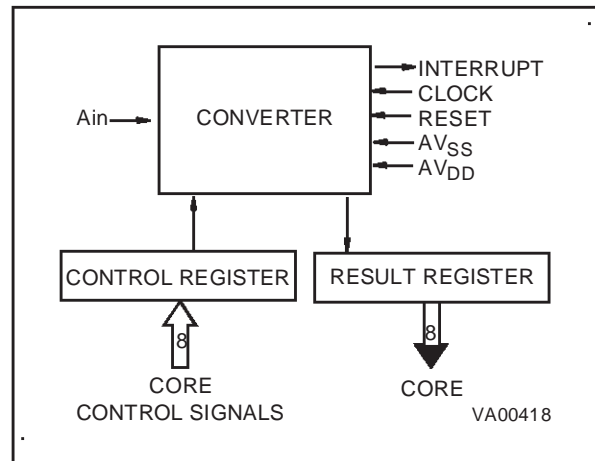 INTERRUPT
Ain
CONVERTER
CLOCK
RESET
AVSS
AVDD
CONTROL REGISTER
RESULT REGISTER
8
8
CORE
CONTROL SIGNALS
CORE
VA00418